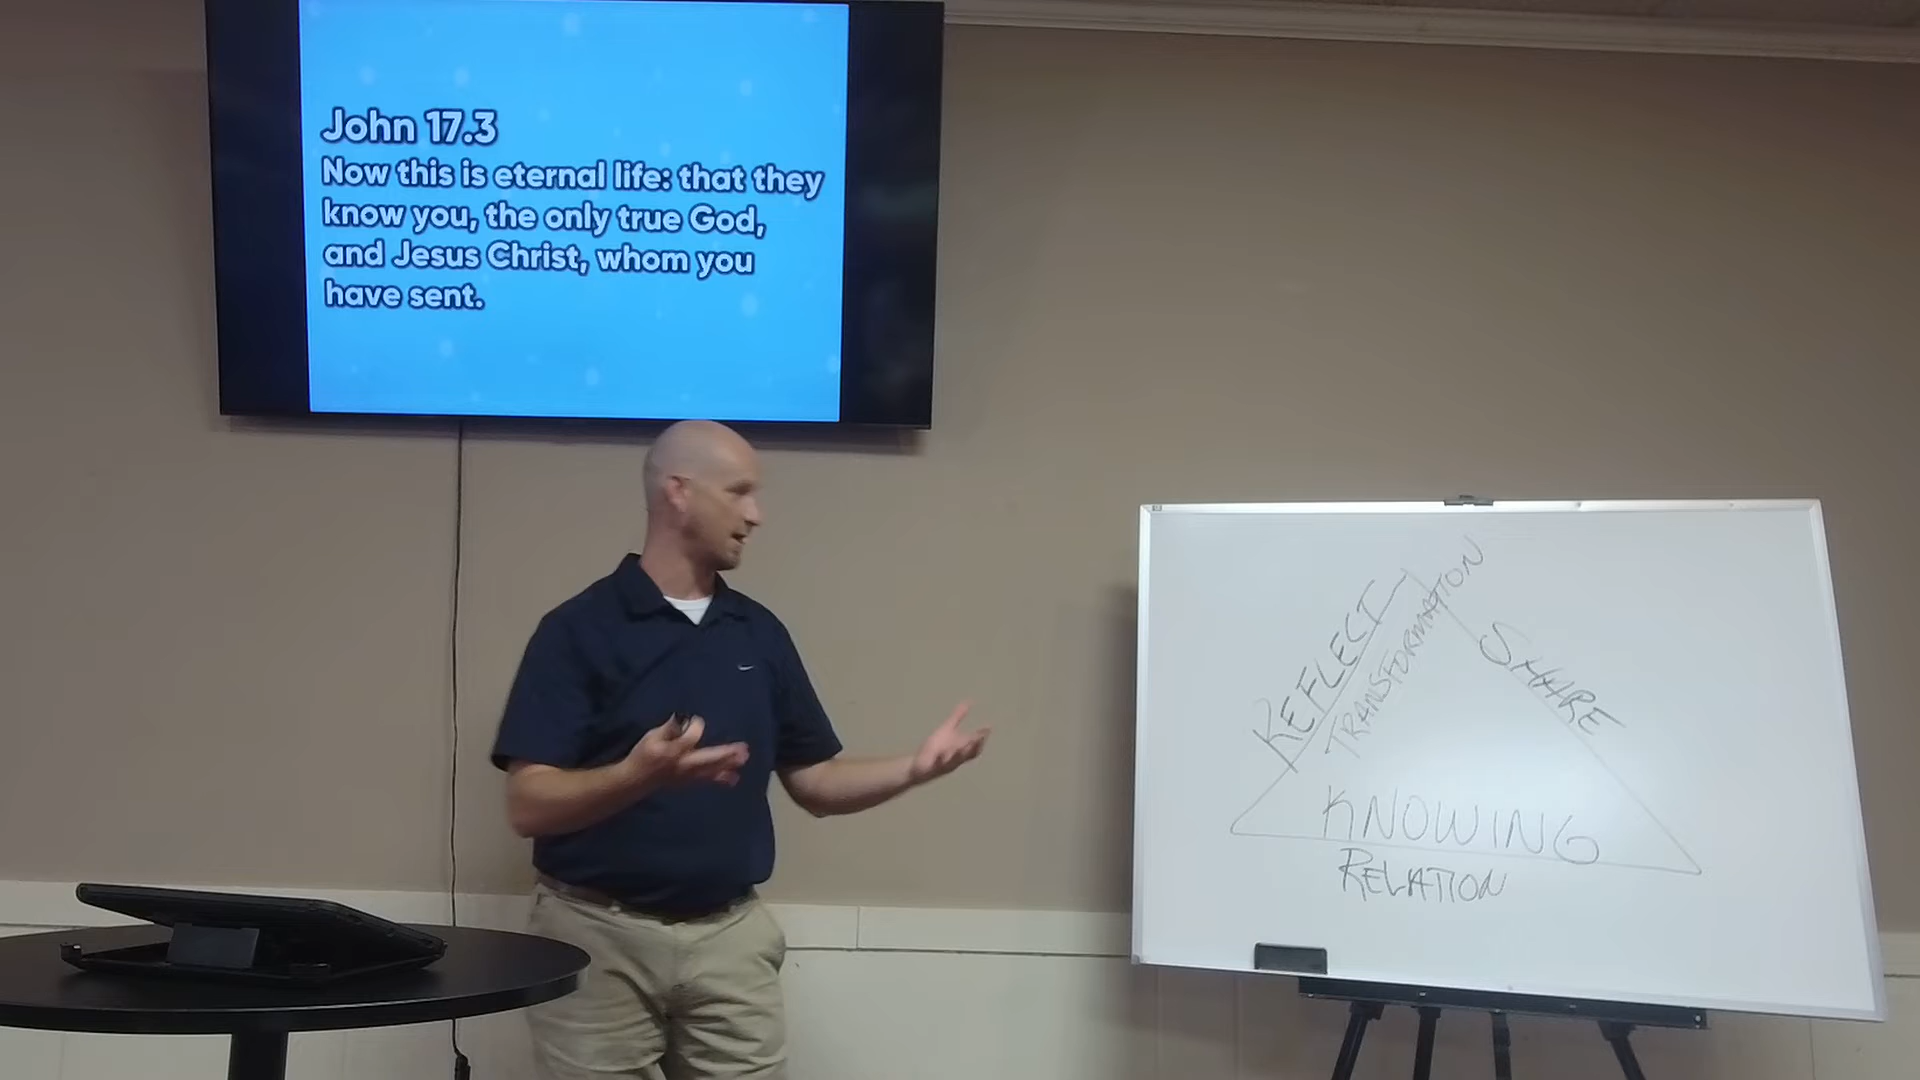 John 17.3
Now this is eternal life: that they
know you, the only true God,
and Jesus Christ, whom you
have sent.
REFLECT
TRANSFORMATION
SHARE
KNOWING
RELATION